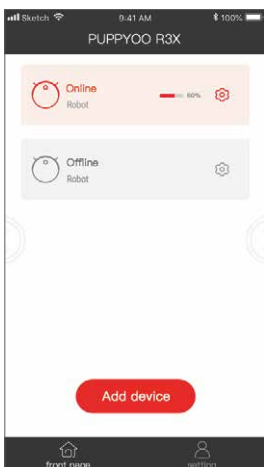 Sketch 9:41 AM 100%
PUPPYOO R3X
Online
60%
Robot
Offline
Robot
Add device
front page setting